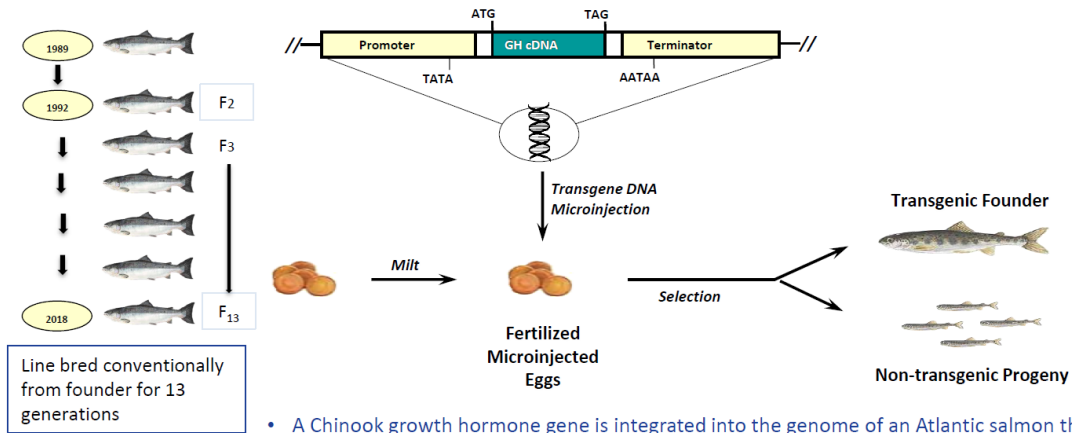 1989
1992
F2
F3
2018
F13
Line bred conventionally
from founder for 13
generations
ATG
TAG
//
Promoter
GH cDNA
Terminator
//
TATA
AATAA
Transgene DNA
Microinjection
Milt
Fertilized
Microinjected
Eggs
Selection
Transgenic Founder
Non-transgenic Progeny
• A Chinook growth hormone gene is integrated into the genome of an Atlantic salmon th